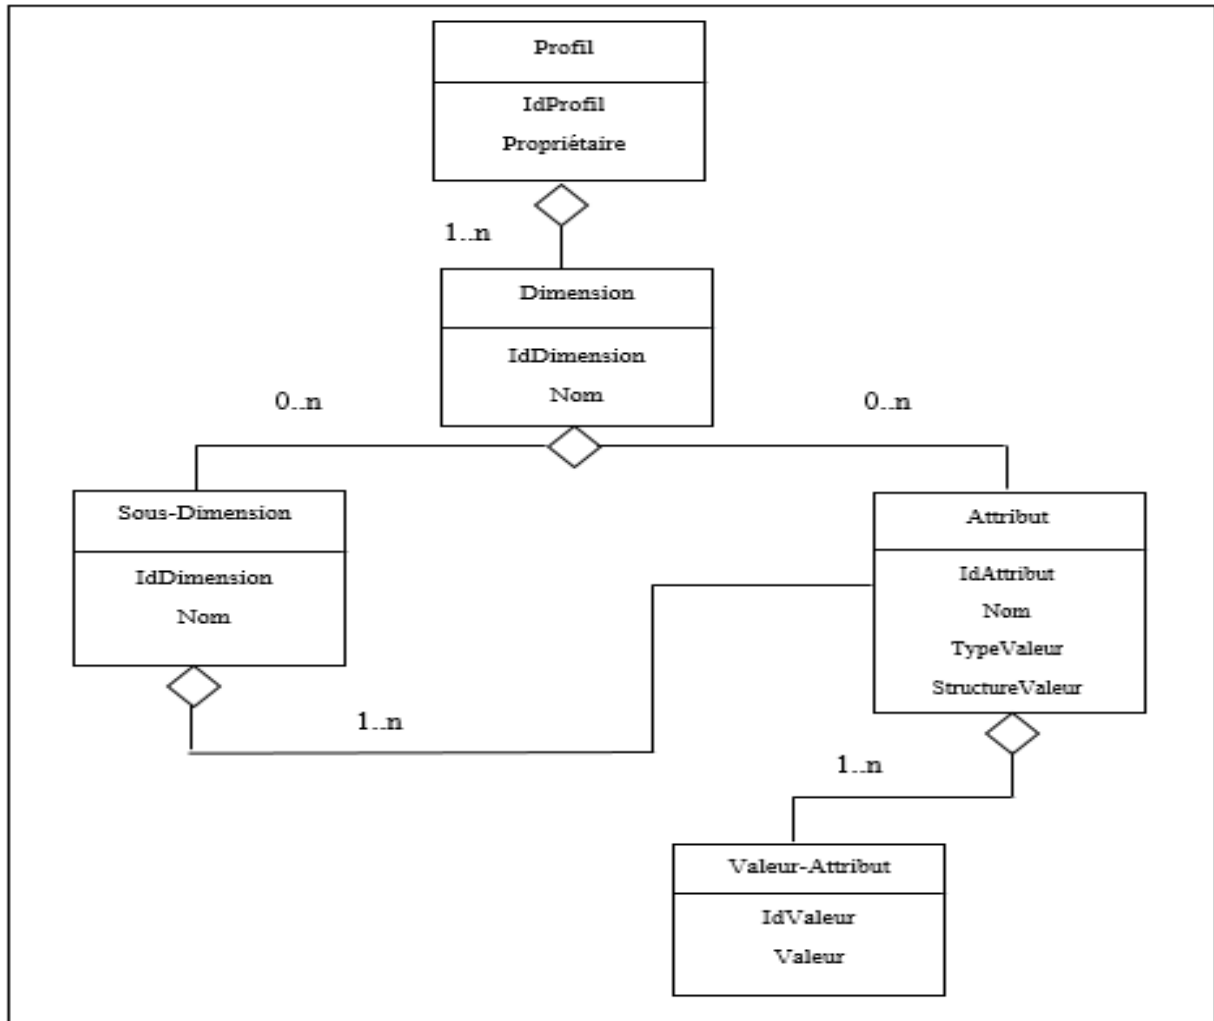 Profil
IdProfil
Propriétaire
1..n
Dimension
IdDimension
Nom
0..n
0..n
Sous-Dimension
IdDimension
Nom
Attribut
IdAttribut
Nom
TypeValeur
StructureValeur
1..n
1..n
Valeur-Attribut
IdValeur
Valeur